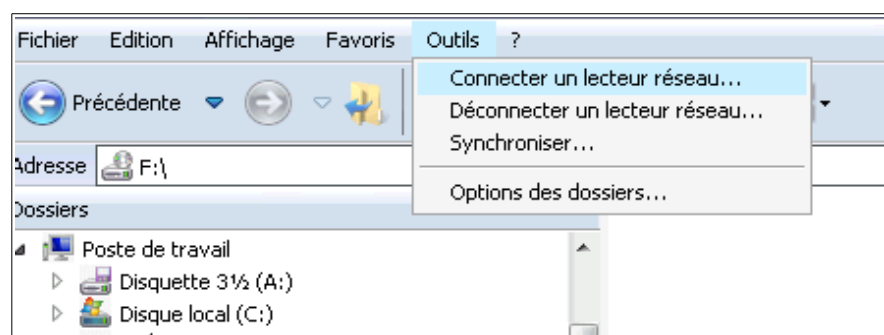 Fichier Edition Affichage Favoris Outils ?
Connecter un lecteur réseau...
Précédente
Déconnecter un lecteur réseau...
Synchroniser...
Adresse F:\
Options des dossiers...
Dossiers
Poste de travail
Disquette 3½ (A:)
Disque local (C:)